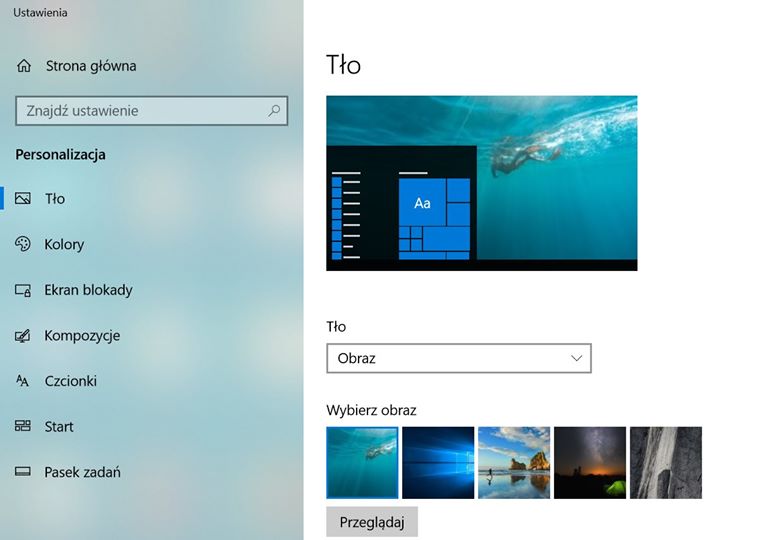 Ustawienia
Strona główna
Znajdź ustawienie
Personalizacja
Tło
Kolory
Ekran blokady
Kompozycje
Czcionki
Start
Pasek zadań
Tło
Aa
Tło
Obraz
Wybierz obraz
Przeglądaj